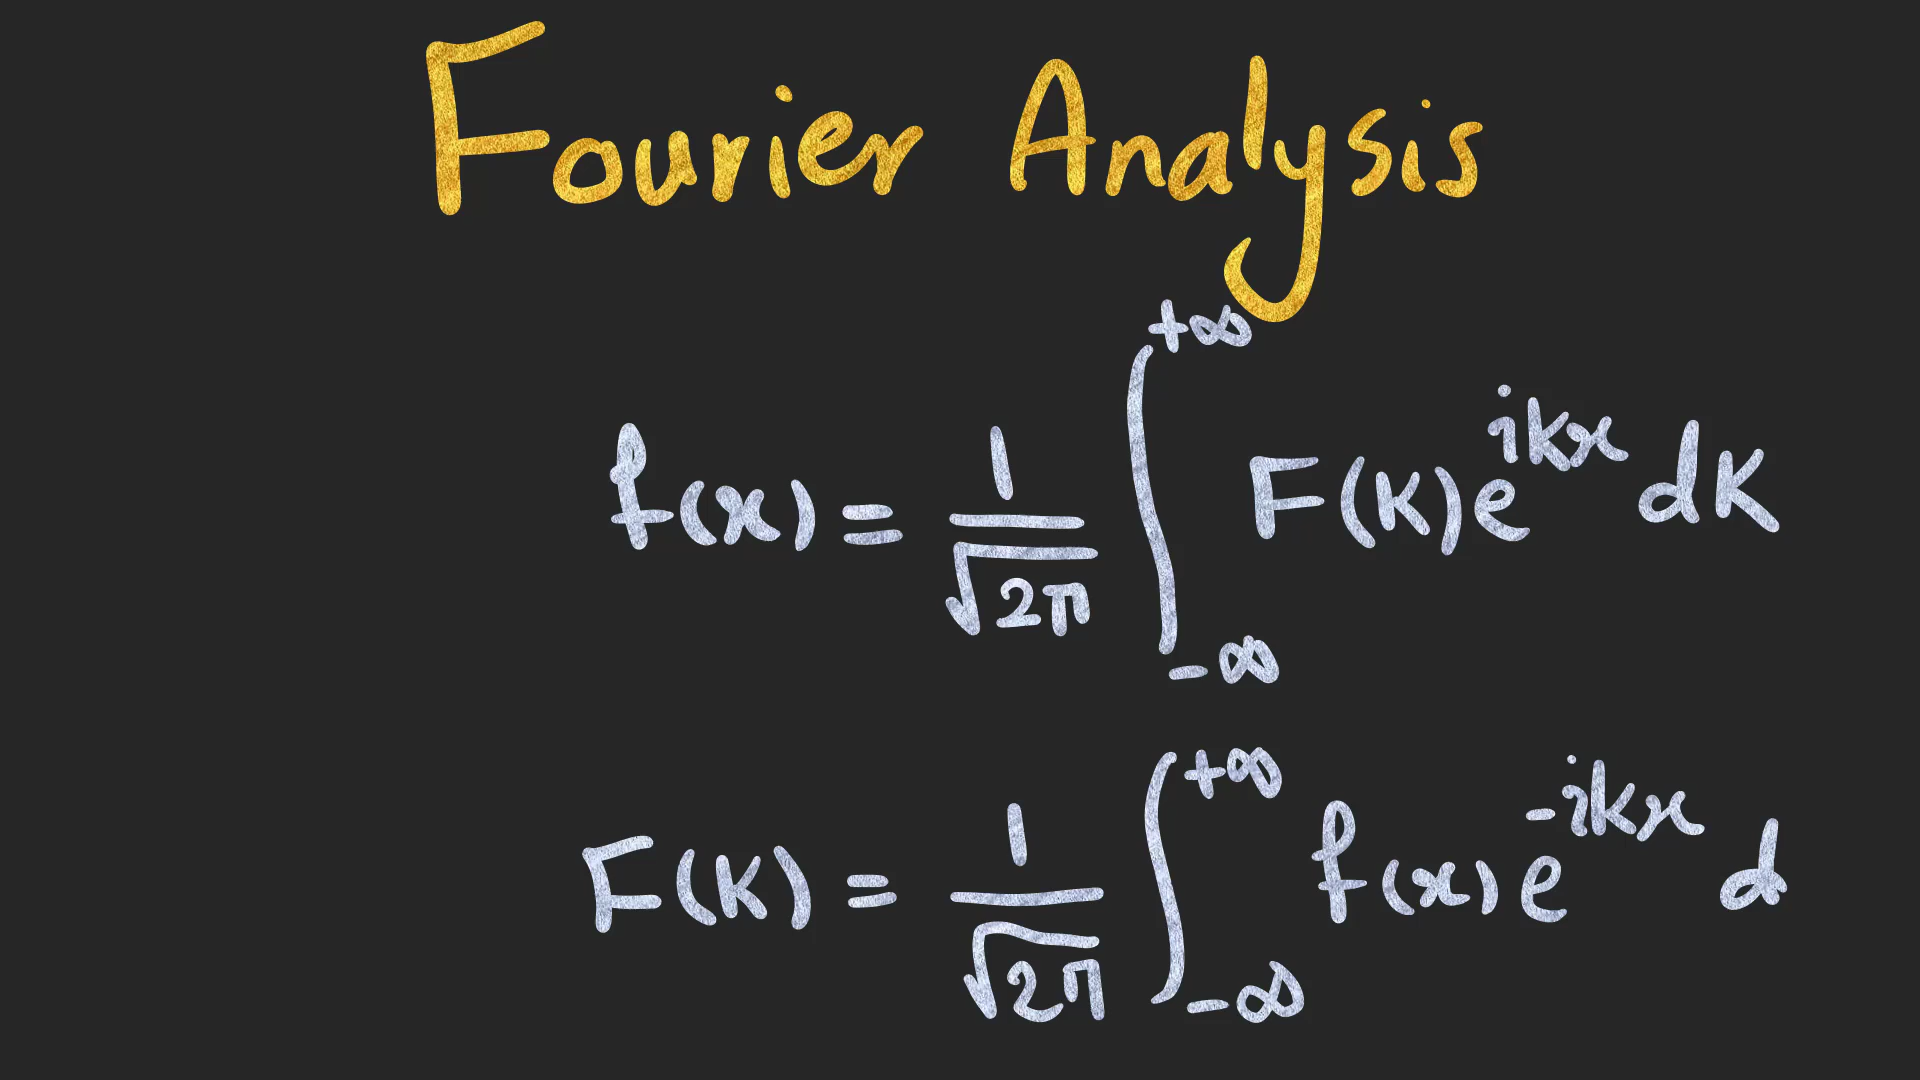 Fourier Analysis
f(x) = 1/√2π ∫_{-∞}^{+∞} F(k) e^{ikx} dk
F(k) = 1/√2π ∫_{-∞}^{+∞} f(x) e^{-ikx} d